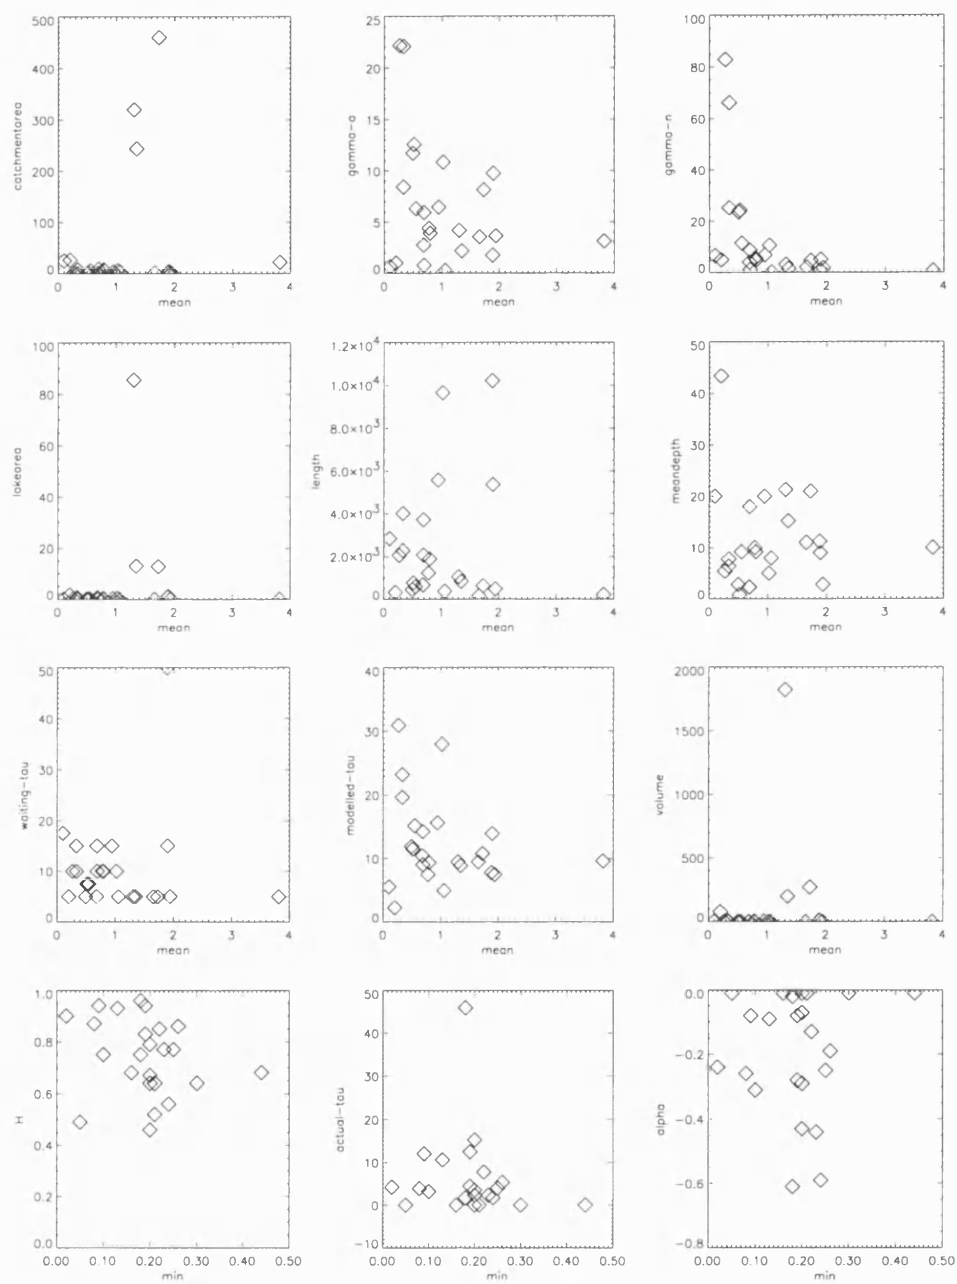 500
400
300
200
100
0
catchmentarea
0 1 2 3 4
mean
25
20
15
10
5
0
gamma-a
0 1 2 3 4
mean
100
80
60
40
20
0
gamma-n
0 1 2 3 4
mean
100
80
60
40
20
0
lakearea
0 1 2 3 4
mean
1.2×10⁴
1.0×10⁴
8.0×10³
6.0×10³
4.0×10³
2.0×10³
0
length
0 1 2 3 4
mean
50
40
30
20
10
0
meandepth
0 1 2 3 4
mean
50
40
30
20
10
0
waiting-tau
0 1 2 3 4
mean
40
30
20
10
0
modelled-tau
0 1 2 3 4
mean
2000
1500
1000
500
0
volume
0 1 2 3 4
mean
1.0
0.8
0.6
0.4
0.2
0.0
H
0.00 0.10 0.20 0.30 0.40 0.50
min
50
40
30
20
10
0
-10
actual-tau
0.00 0.10 0.20 0.30 0.40 0.50
min
0.0
-0.2
-0.4
-0.6
-0.8
alpha
0.00 0.10 0.20 0.30 0.40 0.50
min